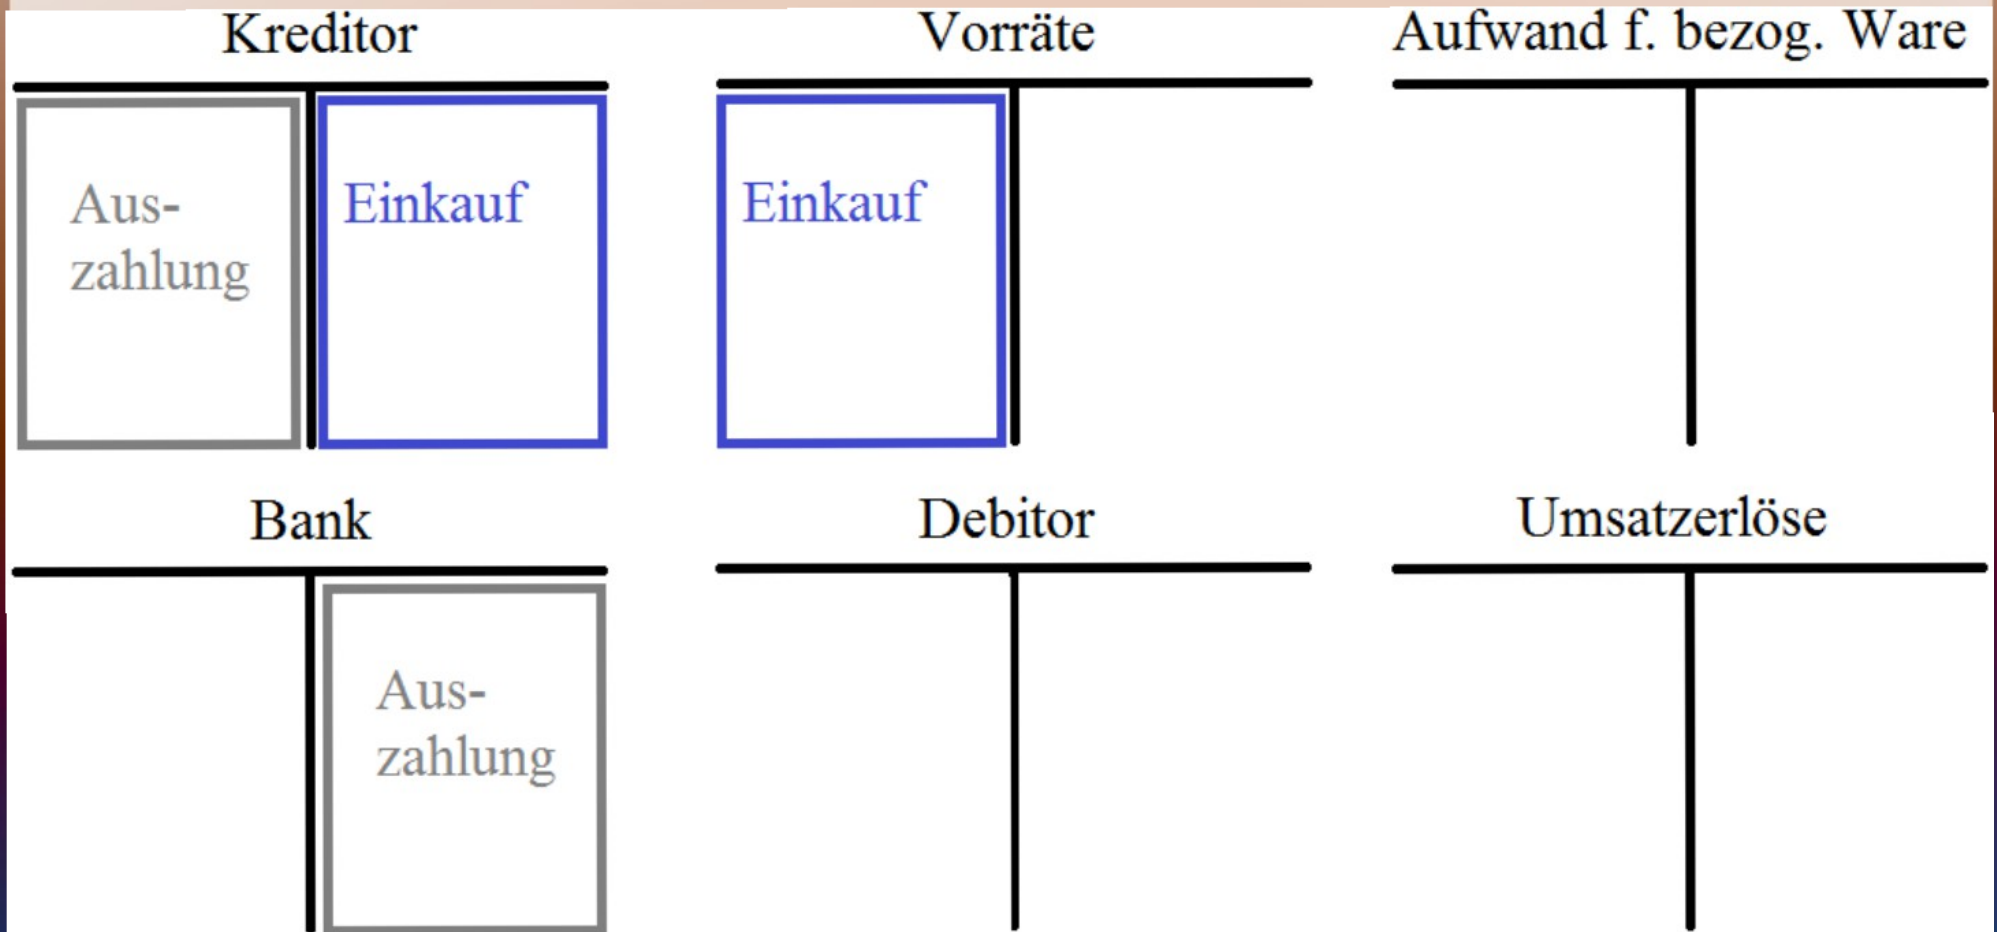 Kreditor
Vorräte
Aufwand f. bezog. Ware
Aus-
zahlung
Einkauf
Einkauf
Bank
Debitor
Umsatzerlöse
Aus-
zahlung